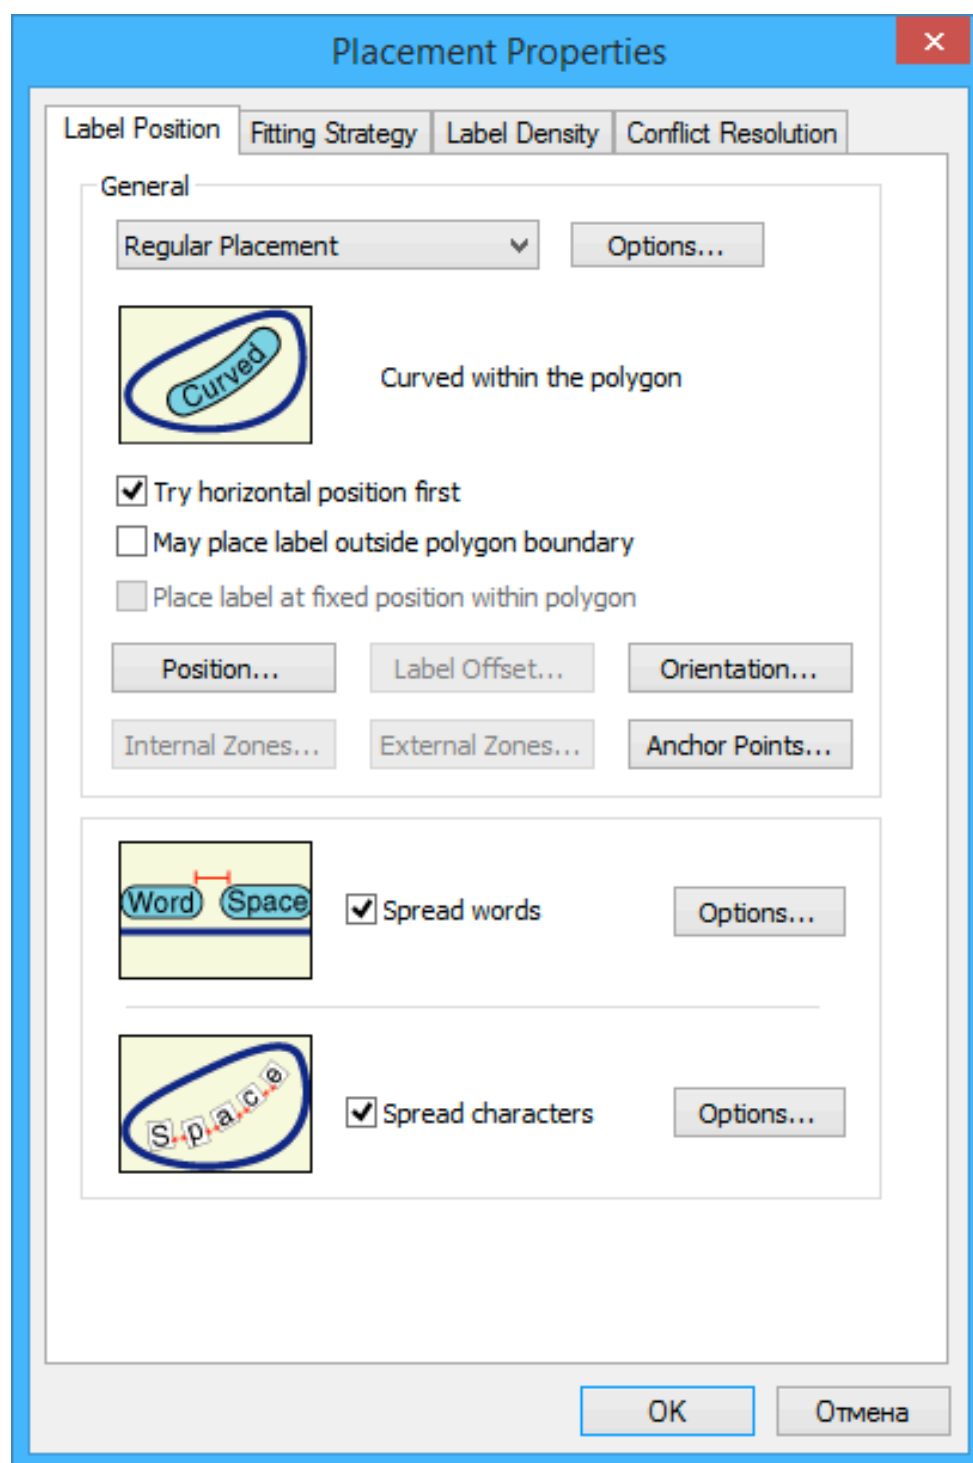 Placement Properties
Label Position Fitting Strategy Label Density Conflict Resolution
General
Regular Placement Options...
Curved
Curved within the polygon
Try horizontal position first
May place label outside polygon boundary
Place label at fixed position within polygon
Position... Label Offset... Orientation...
Internal Zones... External Zones... Anchor Points...
Word Space
Spread words Options...
Space
Spread characters Options...
OK Отмена